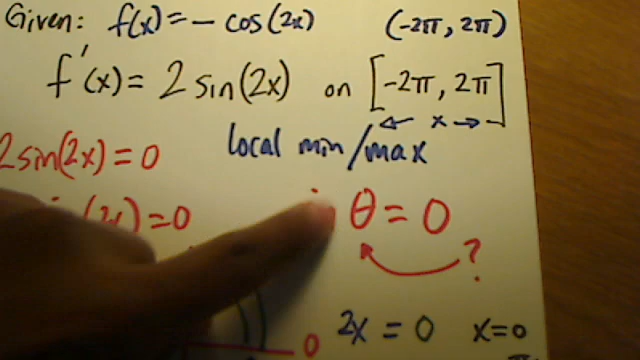 Given: f(x) = - cos(2x) (-2π, 2π)
f'(x) = 2 sin(2x) on [-2π, 2π]
← x →
2sin(2x) = 0 local min/max
= 0 θ = 0
?
2x = 0 x = 0
0